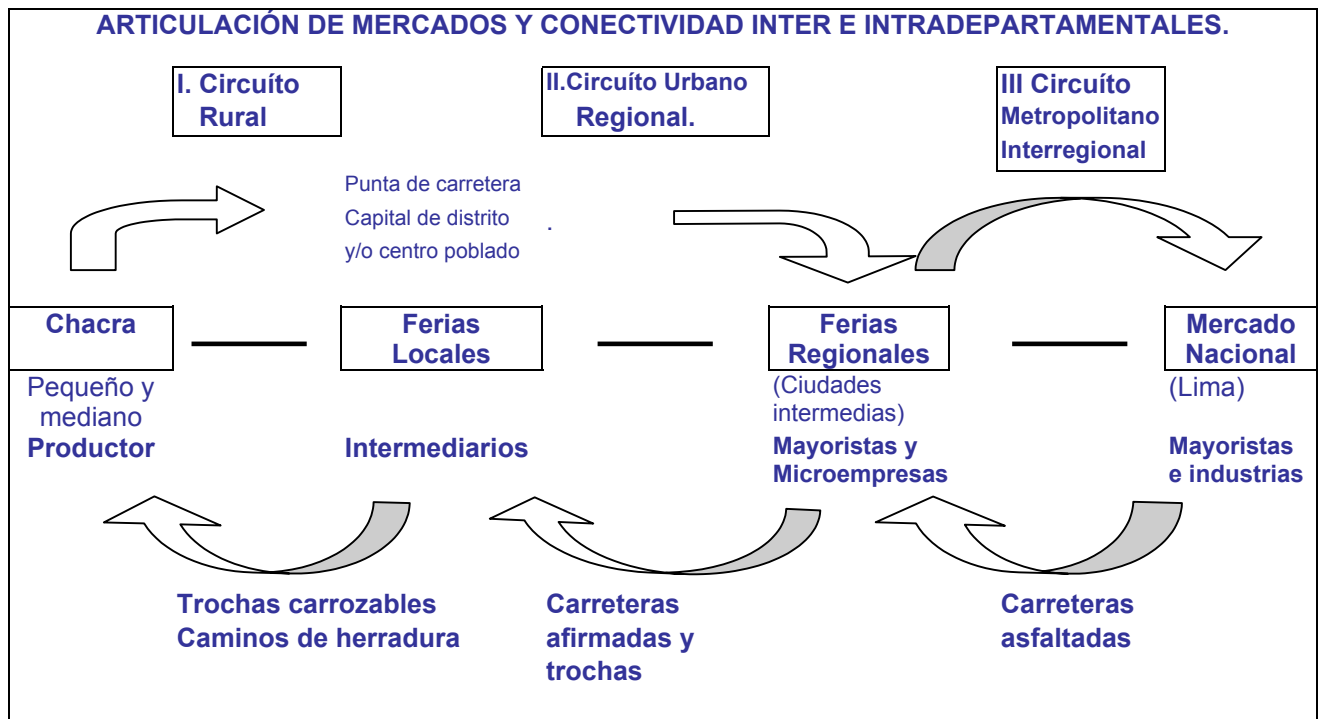 ARTICULACIÓN DE MERCADOS Y CONECTIVIDAD INTER E INTRADEPARTAMENTALES.
I. Circuíto
Rural
II.Circuíto Urbano
Regional.
III Circuíto
Metropolitano
Interregional
Punta de carretera
Capital de distrito
y/o centro poblado
.
Chacra
Ferias
Locales
Ferias
Regionales
Mercado
Nacional
Pequeño y
mediano
Productor
Intermediarios
(Ciudades
intermedias)
Mayoristas y
Microempresas
(Lima)
Mayoristas
e industrias
Trochas carrozables
Caminos de herradura
Carreteras
afirmadas y
trochas
Carreteras
asfaltadas